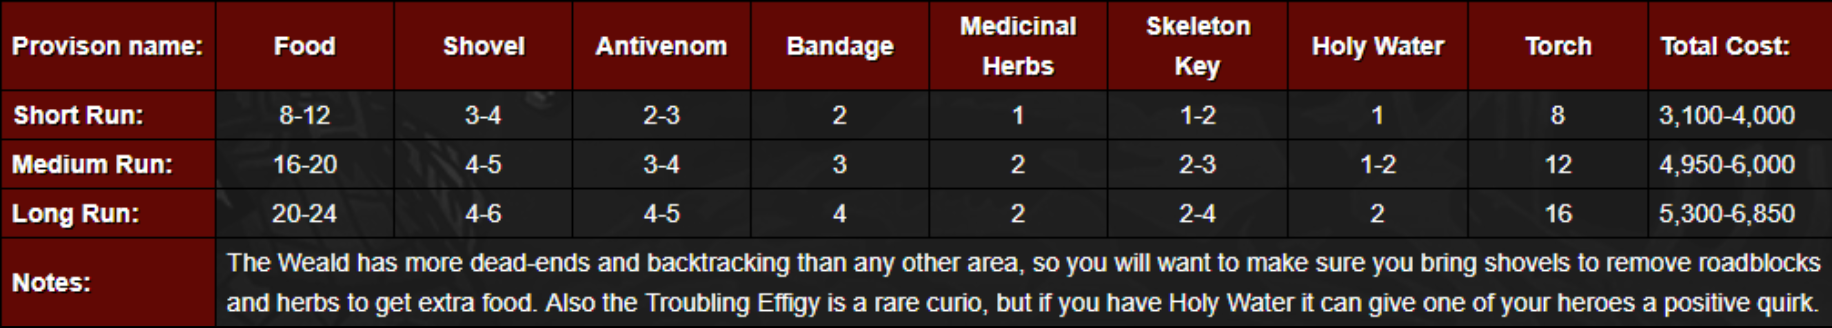 Provison name: Food Shovel Antivenom Bandage Medicinal Herbs Skeleton Key Holy Water Torch Total Cost:
Short Run: 8-12 3-4 2-3 2 1 1-2 1 8 3,100-4,000
Medium Run: 16-20 4-5 3-4 3 2 2-3 1-2 12 4,950-6,000
Long Run: 20-24 4-6 4-5 4 2 2-4 2 16 5,300-6,850
Notes: The Weald has more dead-ends and backtracking than any other area, so you will want to make sure you bring shovels to remove roadblocks
and herbs to get extra food. Also the Troubling Effigy is a rare curio, but if you have Holy Water it can give one of your heroes a positive quirk.